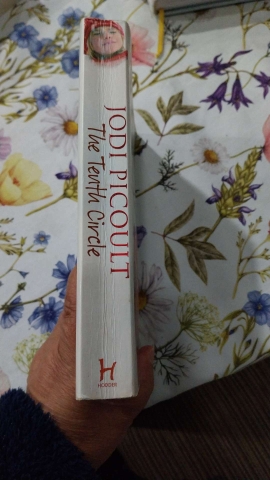 JODI PICOULT
The Tenth Circle
H
HODDER